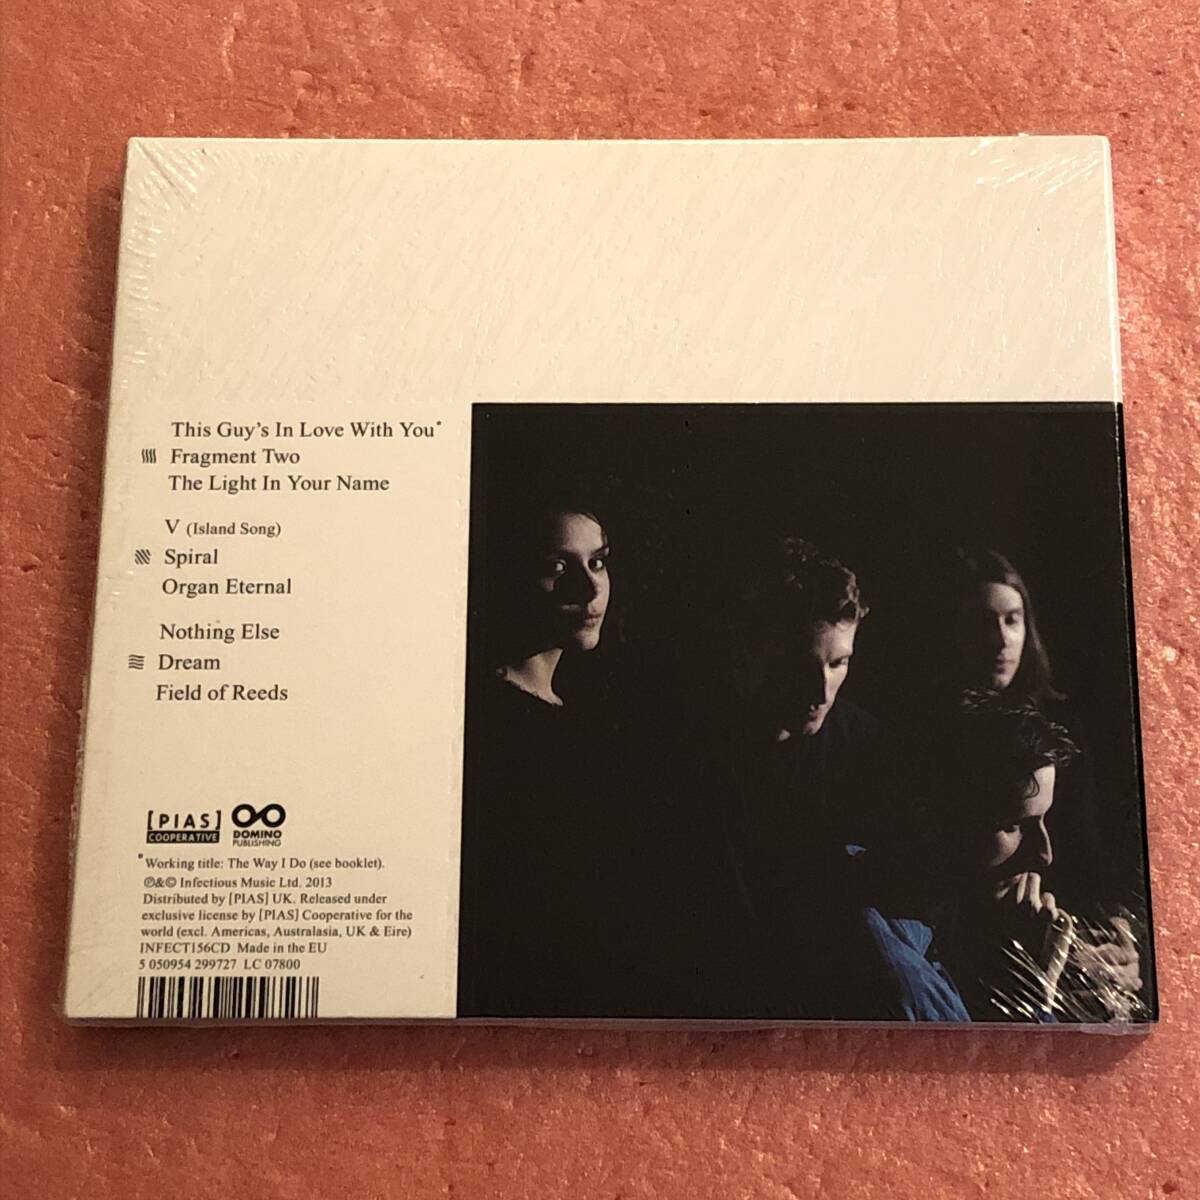 This Guy's In Love With You*
Fragment Two
The Light In Your Name
V (Island Song)
Spiral
Organ Eternal
Nothing Else
Dream
Field of Reeds
[PIAS]
COOPERATIVE
DOMINO
PUBLISHING
*Working title: The Way I Do (see booklet).
℗&© Infectious Music Ltd. 2013
Distributed by [PIAS] UK. Released under
exclusive license by [PIAS] Cooperative for the
world (excl. Americas, Australasia, UK & Eire)
INFECT156CD Made in the EU
5 050954 299727 LC 07800